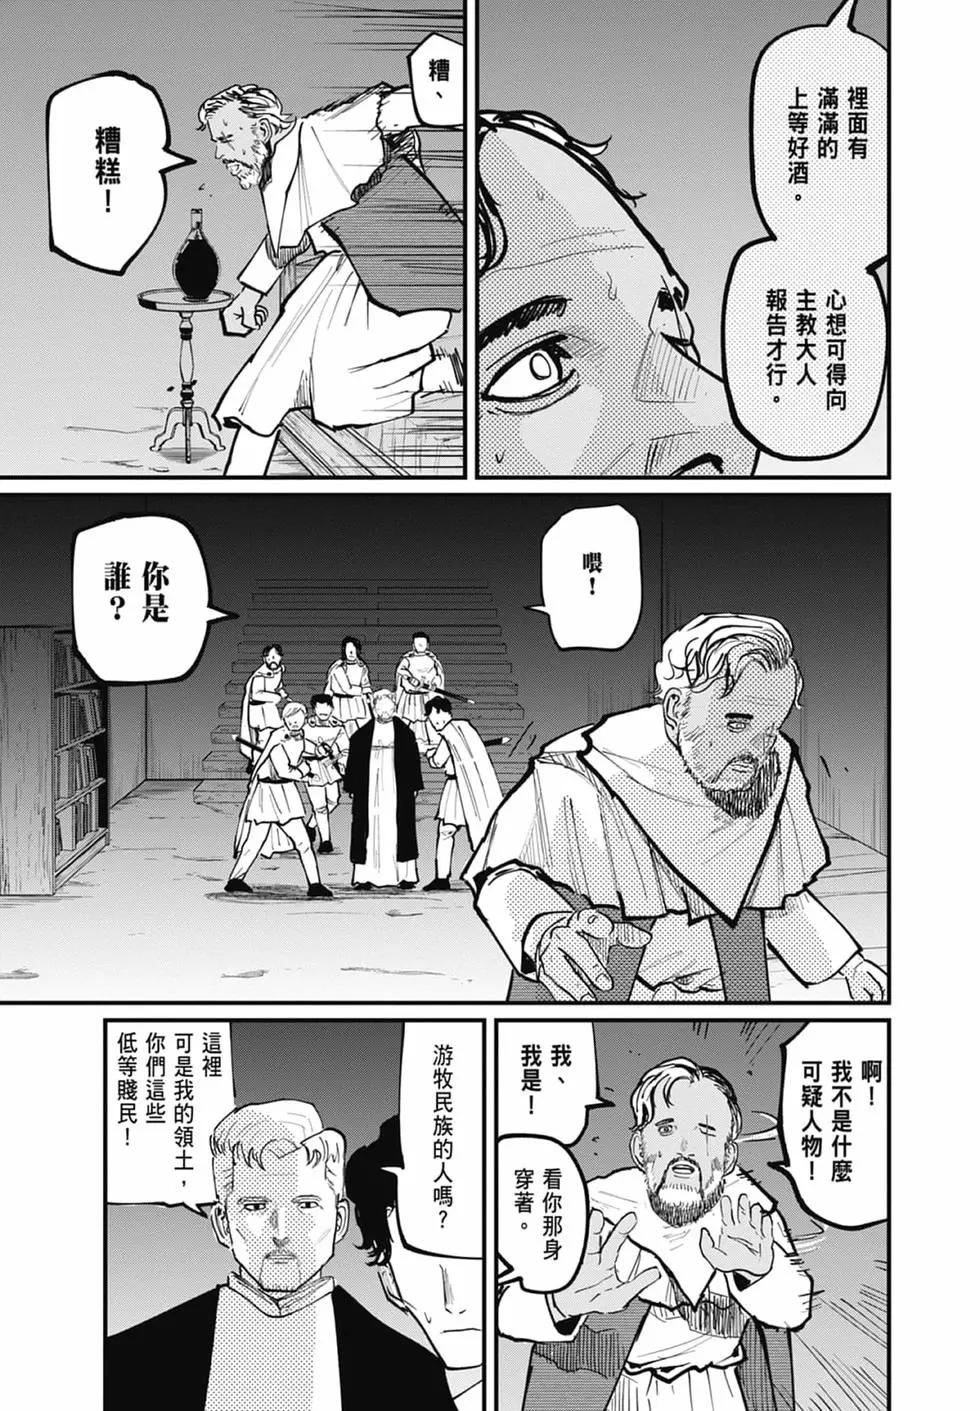 裡面有
滿滿的
上等好酒。
心想可得向
主教大人
報告才行。
糟、
糟糕！
喂！
你是
誰？
啊！
我不是什麼
可疑人物！
我、
我是！
看你那身
穿著。
游牧民族的人嗎？
這裡
可是我的領土，
你們這些
低等賤民！